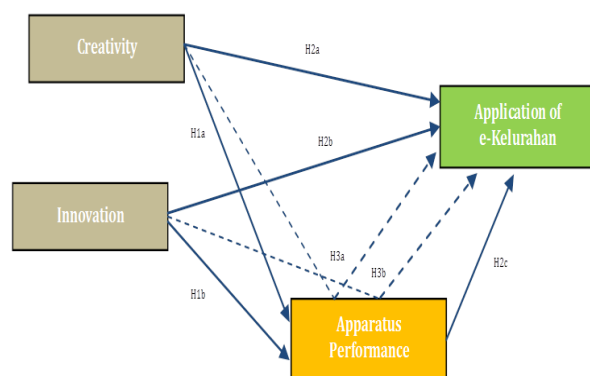 Creativity
H2a
Application of
e-Kelurahan
H1a
H2b
Innovation
H3a
H3b
H2c
H1b
Apparatus
Performance